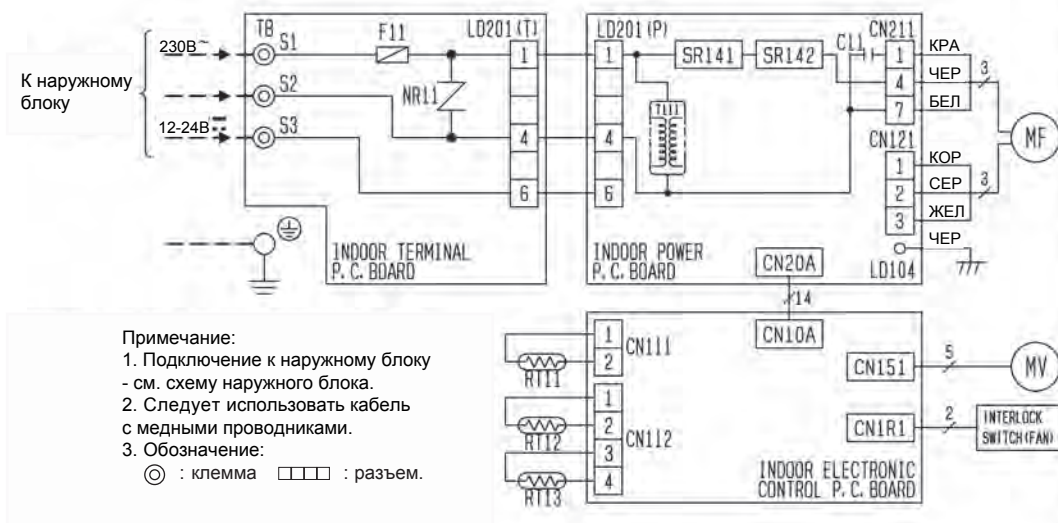 К наружному
блоку
230В~
12-24В
TB
S1
S2
S3
F11
NR11
LD201(T)
1
4
6
INDOOR TERMINAL
P. C. BOARD
LD201(P)
1
4
6
T111
SR141
SR142
C11
CN211
1
4
7
КРА
ЧЕР
БЕЛ
3
MF
CN121
1
2
3
КОР
СЕР
ЖЕЛ
3
ЧЕР
LD104
INDOOR POWER
P. C. BOARD
CN20A
14
CN10A
CN111
1
2
RT11
CN112
1
2
3
4
RT12
RT13
CN151
5
MV
CN1R1
2
INTERLOCK
SWITCH(FAN)
INDOOR ELECTRONIC
CONTROL P. C. BOARD
Примечание:
1. Подключение к наружному блоку
- см. схему наружного блока.
2. Следует использовать кабель
с медными проводниками.
3. Обозначение:
: клемма : разъем.